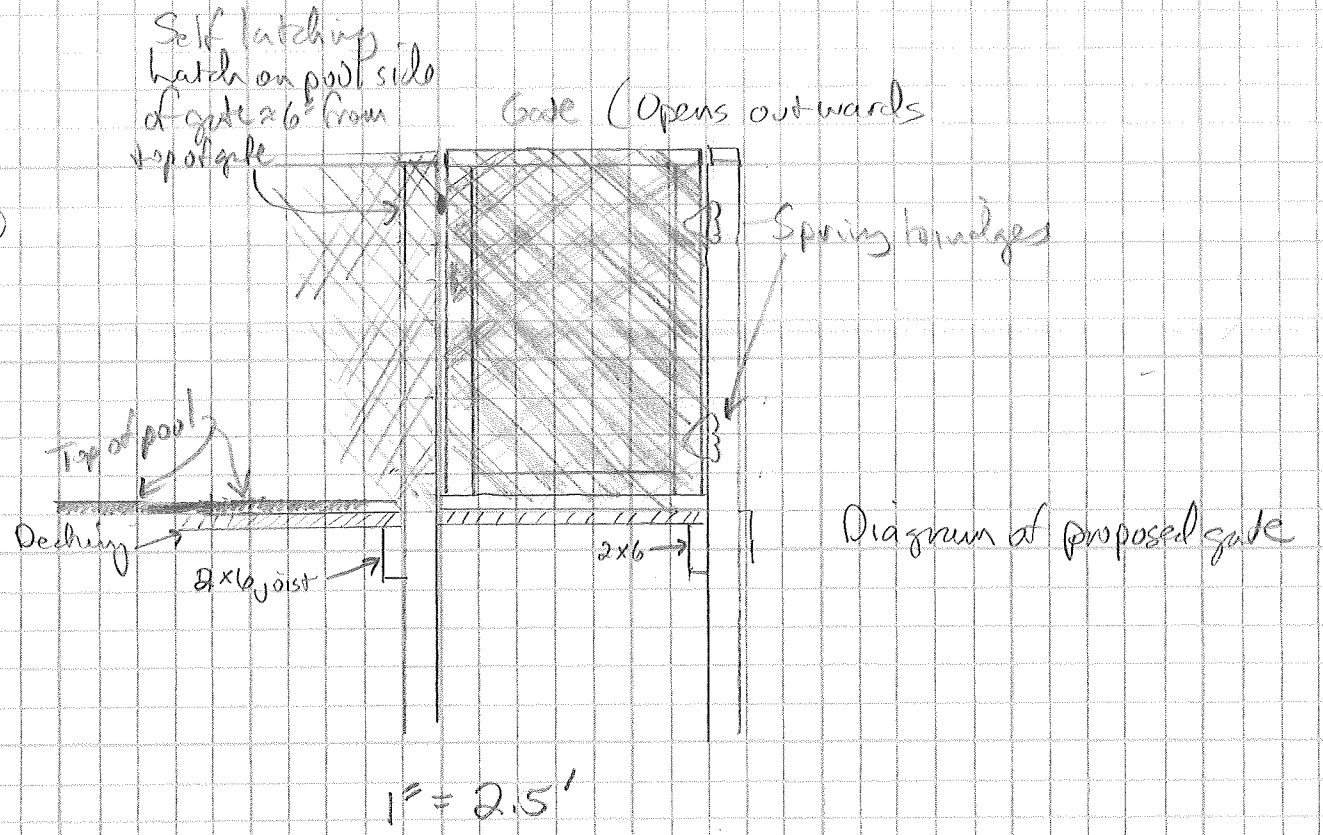 Self latching
Latch on pool side
of gate ≈ 6" from
top of gate
Gate (Opens outwards
Spring hindges
Top of pool
Decking
2x6 joist
2x6
Diagram of proposed gate
1" = 2.5'